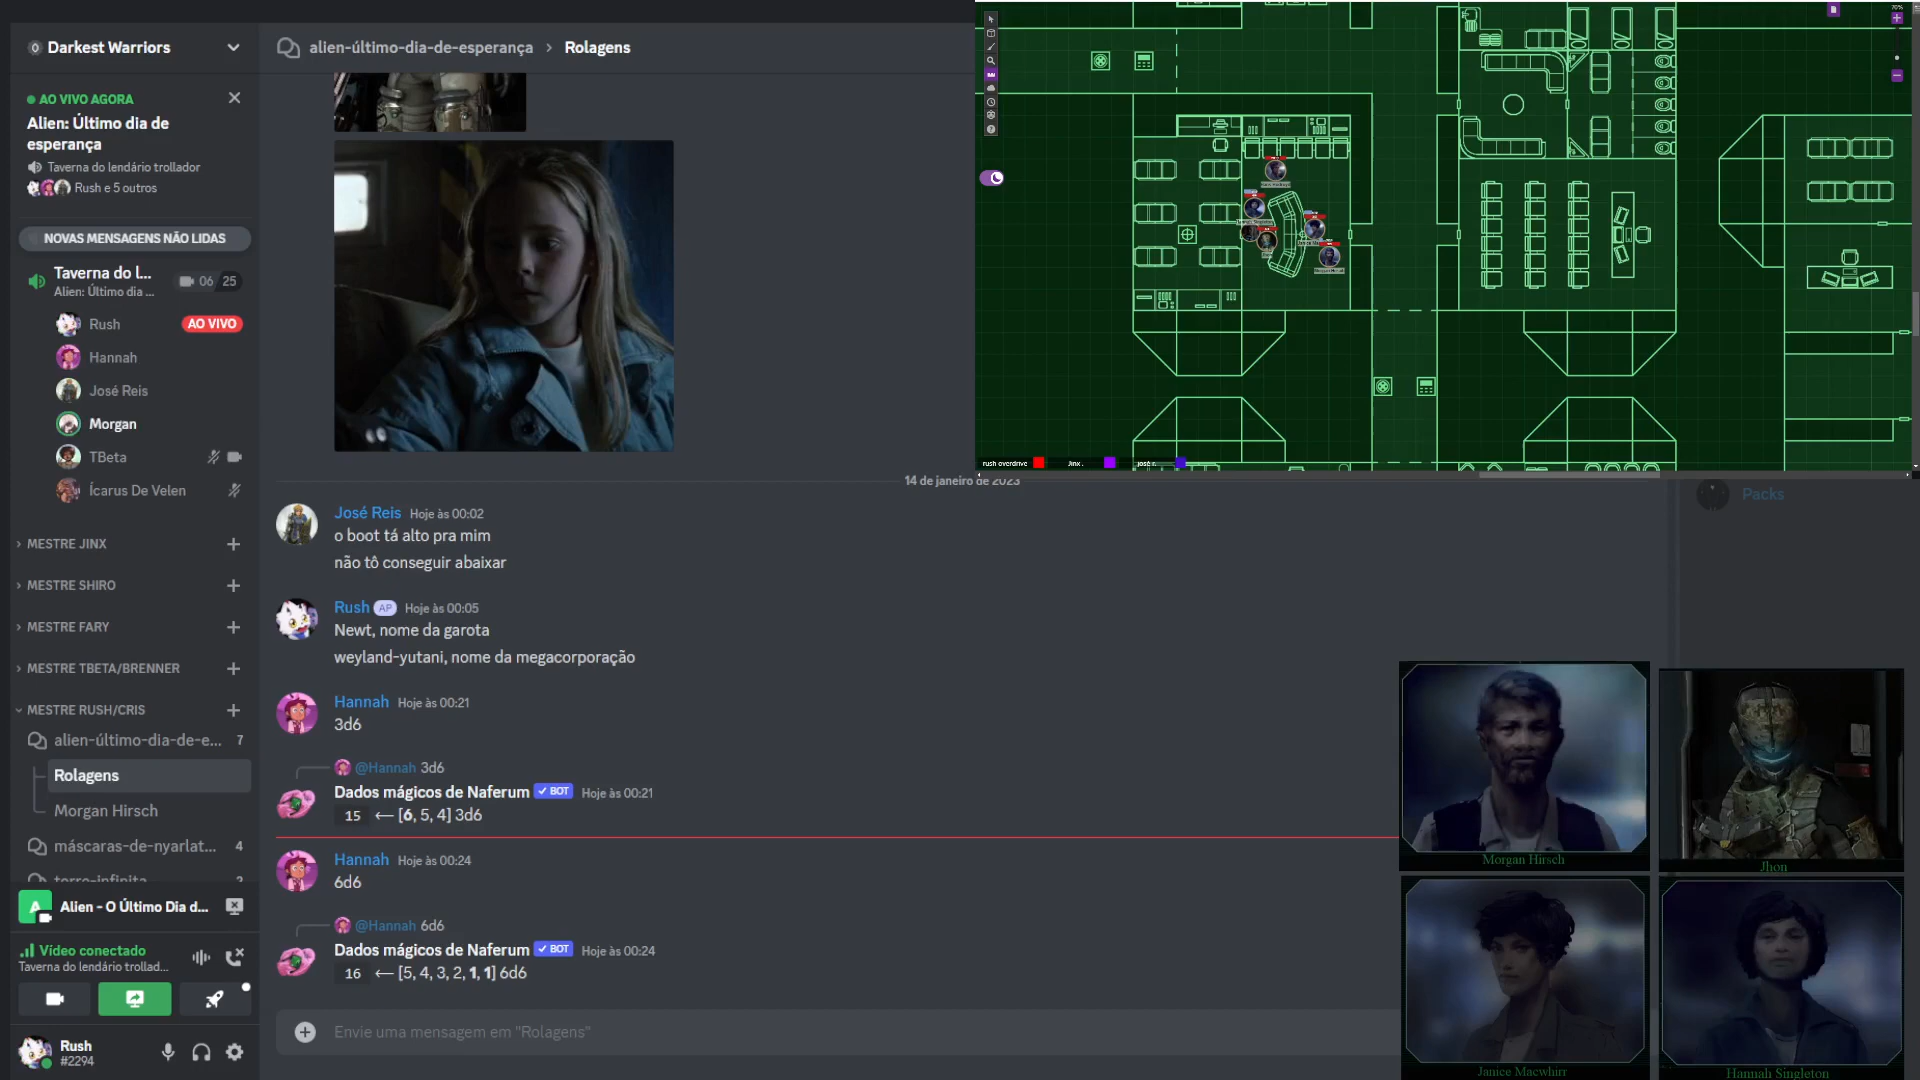 Darkest Warriors
AO VIVO AGORA
Alien: Último dia de
esperança
Taverna do lendário trollador
Rush e 5 outros
NOVAS MENSAGENS NÃO LIDAS
Taverna do l...
Alien: Último dia ...
06 25
Rush
AO VIVO
Hannah
José Reis
Morgan
TBeta
Ícarus De Velen
MESTRE JINX
MESTRE SHIRO
MESTRE FARY
MESTRE TBETA/BRENNER
MESTRE RUSH/CRIS
alien-último-dia-de-e... 7
Rolagens
Morgan Hirsch
máscaras-de-nyarlat... 4
Alien - O Último Dia d...
Vídeo conectado
Taverna do lendário trollad...
Rush
#2294
alien-último-dia-de-esperança > Rolagens
14 de janeiro de 2023
José Reis Hoje às 00:02
o boot tá alto pra mim
não tô conseguir abaixar
Rush AP Hoje às 00:05
Newt, nome da garota
weyland-yutani, nome da megacorporação
Hannah Hoje às 00:21
3d6
@Hannah 3d6
Dados mágicos de Naferum BOT Hoje às 00:21
15 ⟵ [6, 5, 4] 3d6
Hannah Hoje às 00:24
6d6
@Hannah 6d6
Dados mágicos de Naferum BOT Hoje às 00:24
16 ⟵ [5, 4, 3, 2, 1, 1] 6d6
Envie uma mensagem em "Rolagens"
70%
rush overdrive
Jinx .
josé r.
Packs
Morgan Hirsch
Jhon
Janice Macwhirr
Hannah Singleton